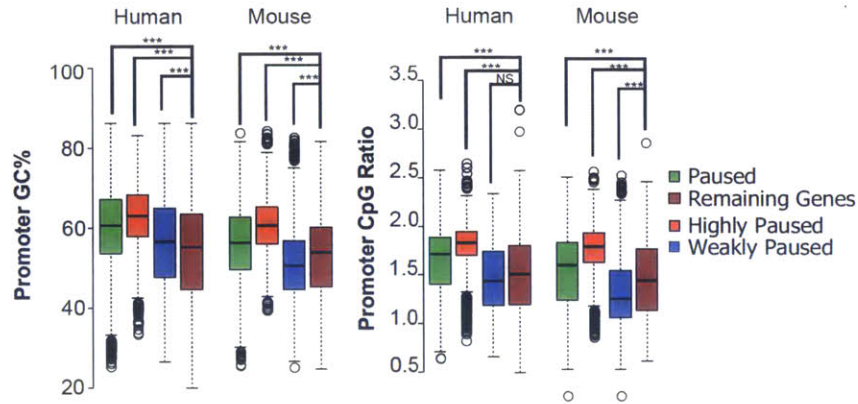 Human Mouse
***
***
***
***
***
***
Promoter GC%
100
80
60
40
20
Human Mouse
***
***
NS
***
***
***
Promoter CpG Ratio
3.5
3.0
2.5
2.0
1.5
1.0
0.5
Paused
Remaining Genes
Highly Paused
Weakly Paused